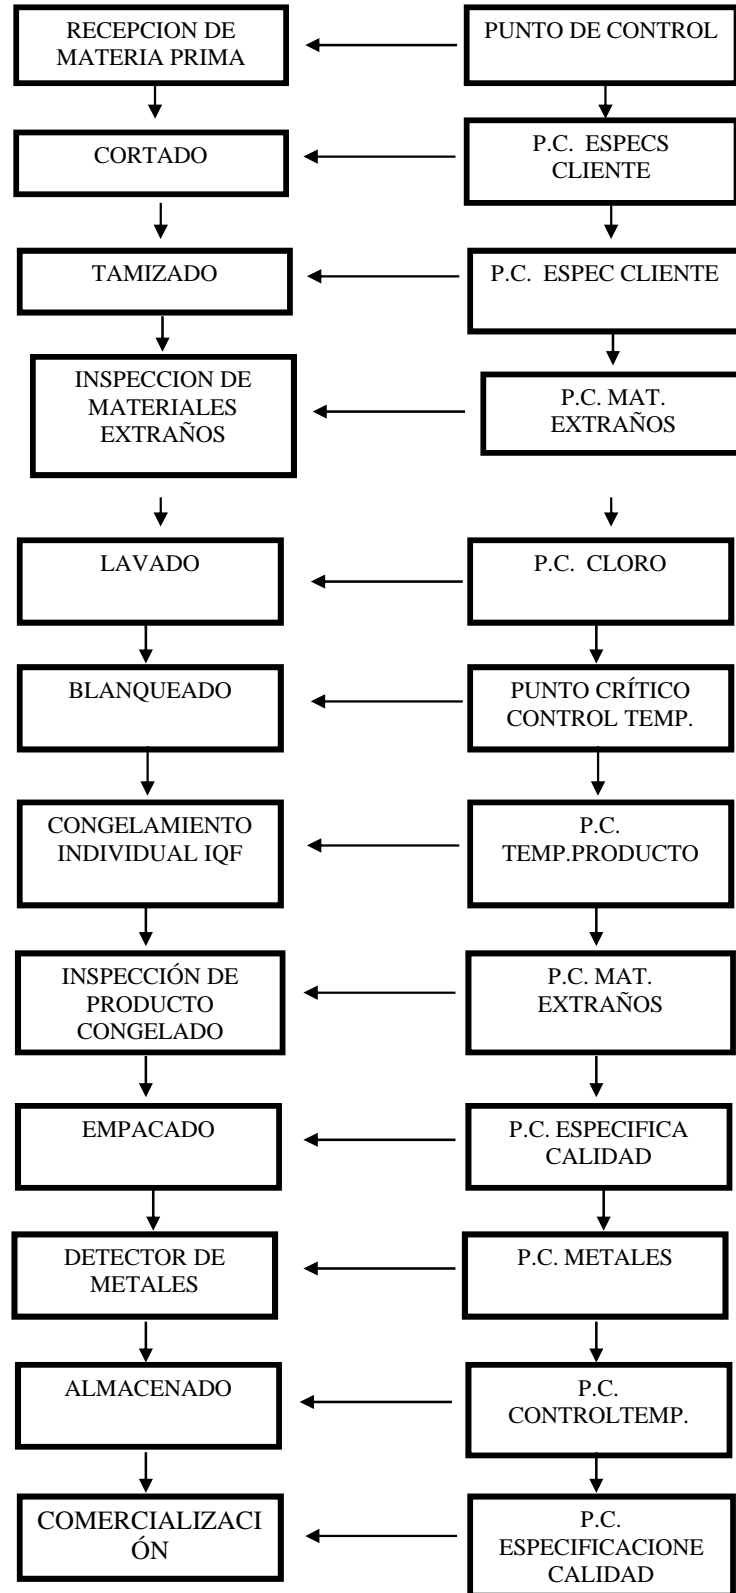 RECEPCION DE
MATERIA PRIMA
PUNTO DE CONTROL
CORTADO
P.C. ESPECS
CLIENTE
TAMIZADO
P.C. ESPEC CLIENTE
INSPECCION DE
MATERIALES
EXTRAÑOS
P.C. MAT.
EXTRAÑOS
LAVADO
P.C. CLORO
BLANQUEADO
PUNTO CRÍTICO
CONTROL TEMP.
CONGELAMIENTO
INDIVIDUAL IQF
P.C.
TEMP.PRODUCTO
INSPECCIÓN DE
PRODUCTO
CONGELADO
P.C. MAT.
EXTRAÑOS
EMPACADO
P.C. ESPECIFICA
CALIDAD
DETECTOR DE
METALES
P.C. METALES
ALMACENADO
P.C.
CONTROLTEMP.
COMERCIALIZACI
ÓN
P.C.
ESPECIFICACIONE
CALIDAD